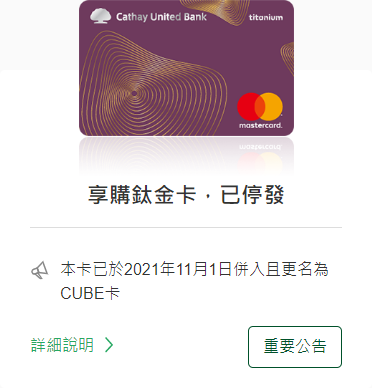 Cathay United Bank
titanium
mastercard.
享購鈦金卡，已停發
本卡已於2021年11月1日併入且更名為
CUBE卡
詳細說明
重要公告